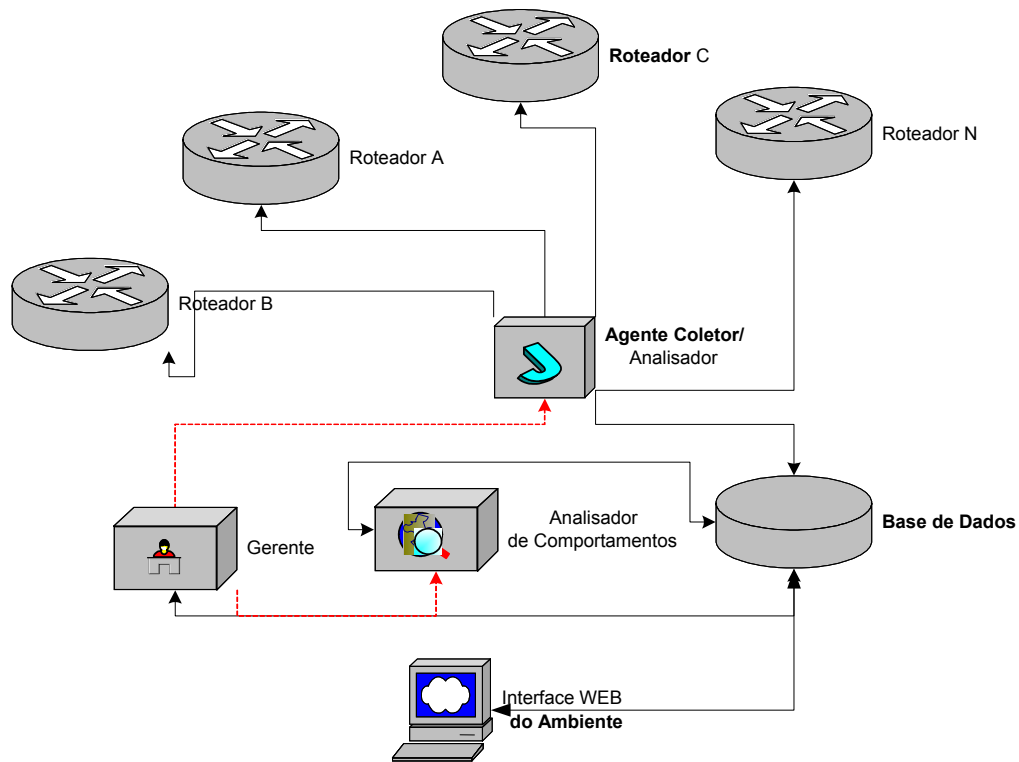 Roteador C
Roteador N
Roteador A
Roteador B
Agente Coletor/
Analisador
Analisador
de Comportamentos
Base de Dados
Gerente
Interface WEB
do Ambiente